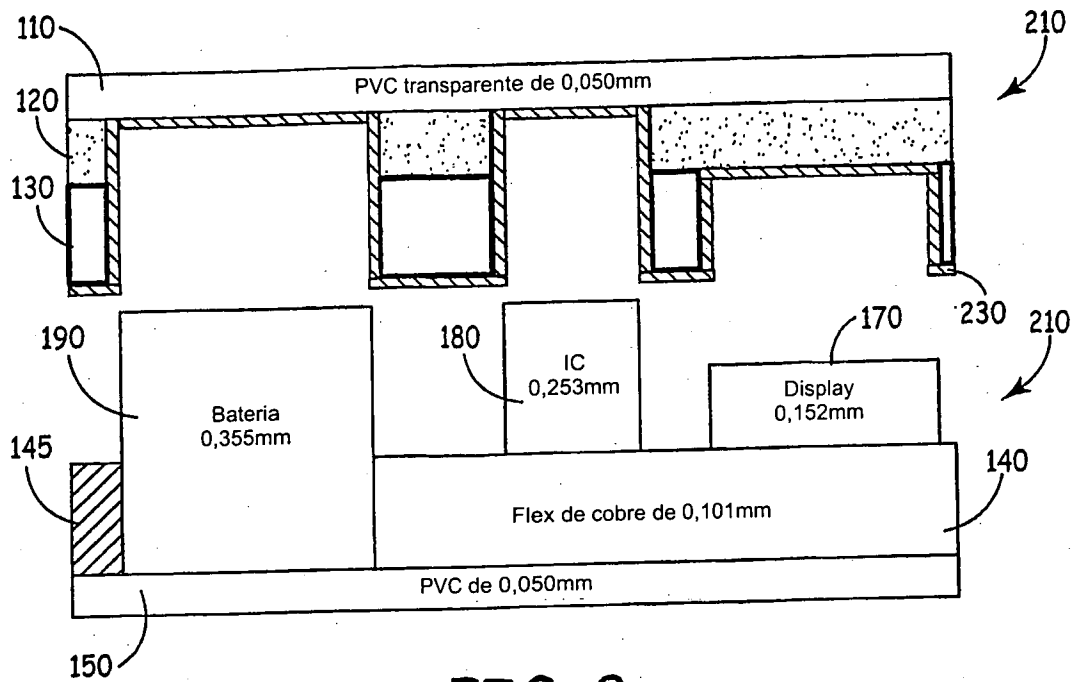 110
210
PVC transparente de 0,050mm
120
130
230
190
180
170
210
IC
0,253mm
Display
0,152mm
Bateria
0,355mm
145
140
Flex de cobre de 0,101mm
PVC de 0,050mm
150